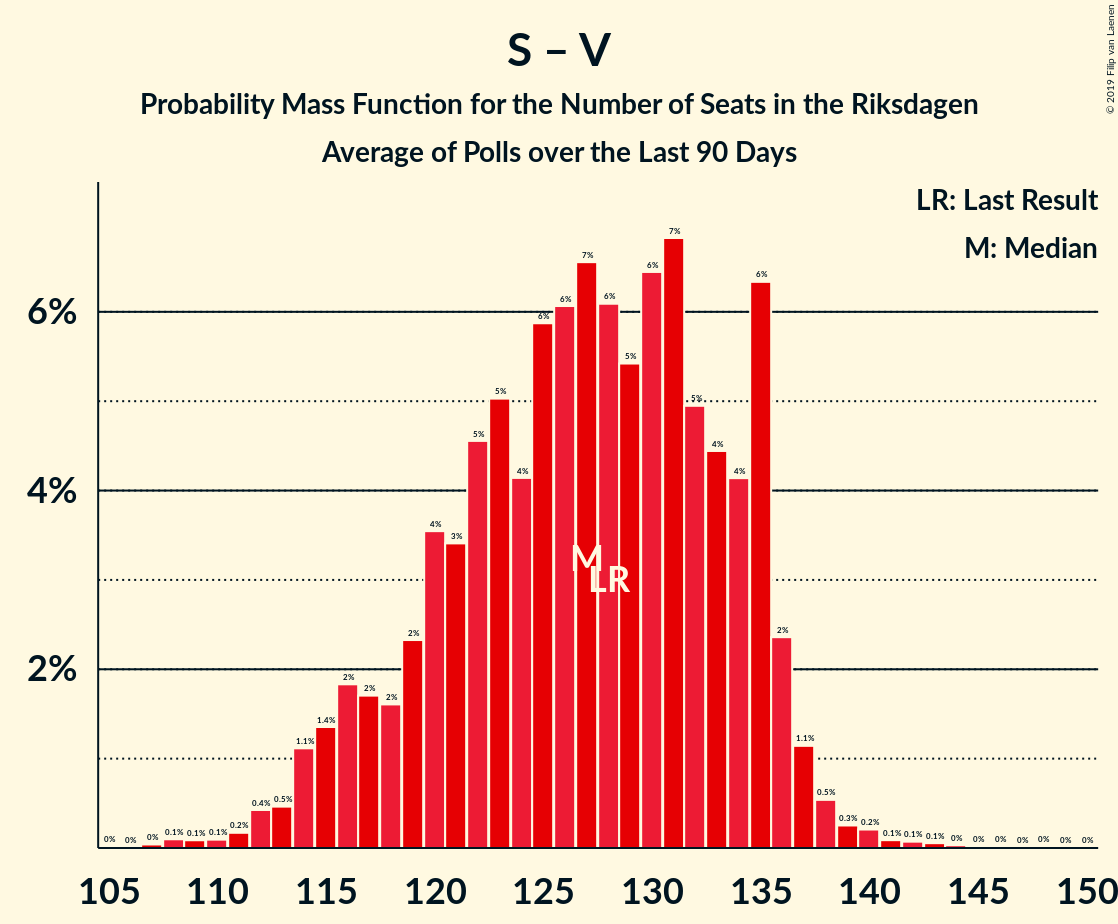 S – V
Probability Mass Function for the Number of Seats in the Riksdagen
Average of Polls over the Last 90 Days
© 2019 Filip van Laenen
LR: Last Result
M: Median
6%
4%
2%
0% 0% 0% 0.1% 0.1% 0.1% 0.2% 0.4% 0.5% 1.1% 1.4% 2% 2% 2% 2% 4% 3% 5% 5% 4% 6% 6% 7% 6% 5% 6% 7% 5% 4% 4% 6% 2% 1.1% 0.5% 0.3% 0.2% 0.1% 0.1% 0.1% 0% 0% 0% 0% 0% 0% 0%
M
LR
105 110 115 120 125 130 135 140 145 150